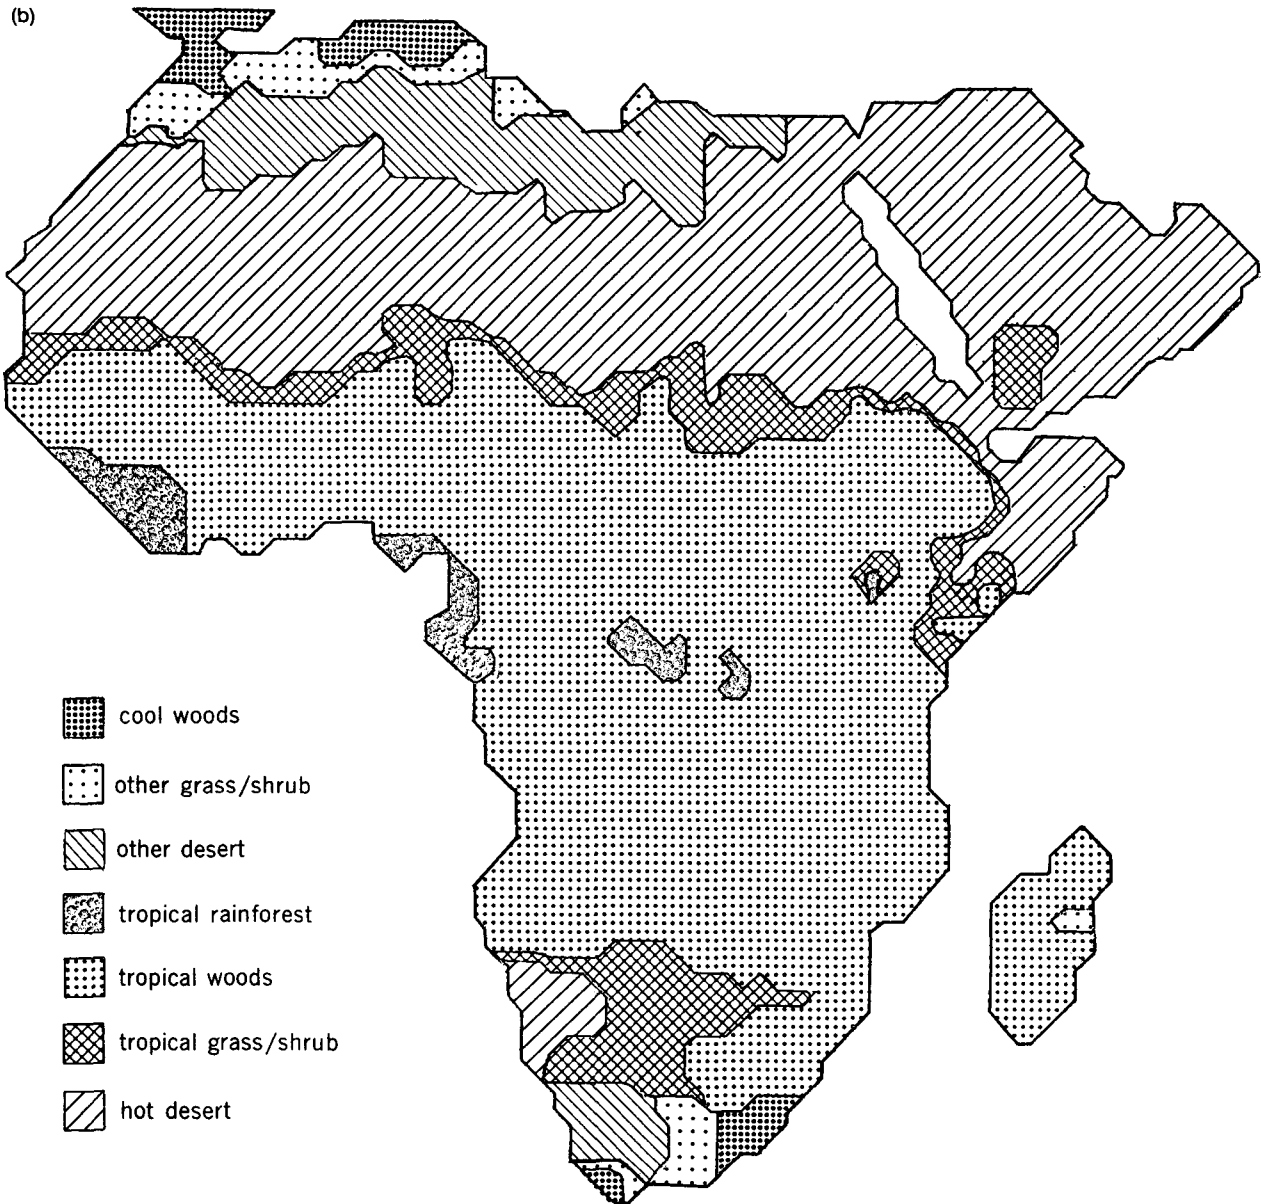 (b)
cool woods
other grass/shrub
other desert
tropical rainforest
tropical woods
tropical grass/shrub
hot desert